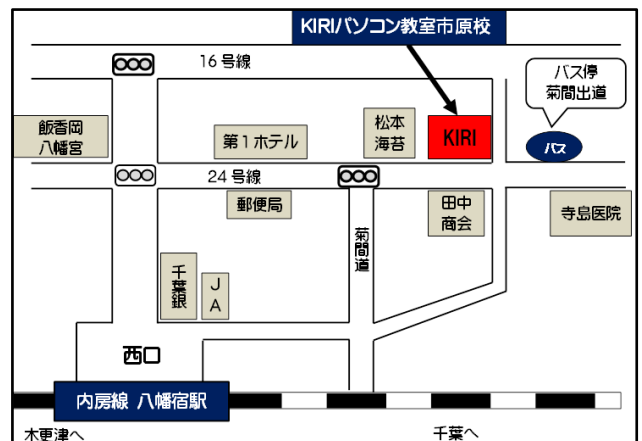 KIRIパソコン教室市原校
16号線
バス停
菊間出道
飯香岡
八幡宮
第1ホテル
松本
海苔
KIRI
バス
24号線
郵便局
田中
商会
寺島医院
菊間道
千葉銀
JA
西口
内房線 八幡宿駅
木更津へ
千葉へ